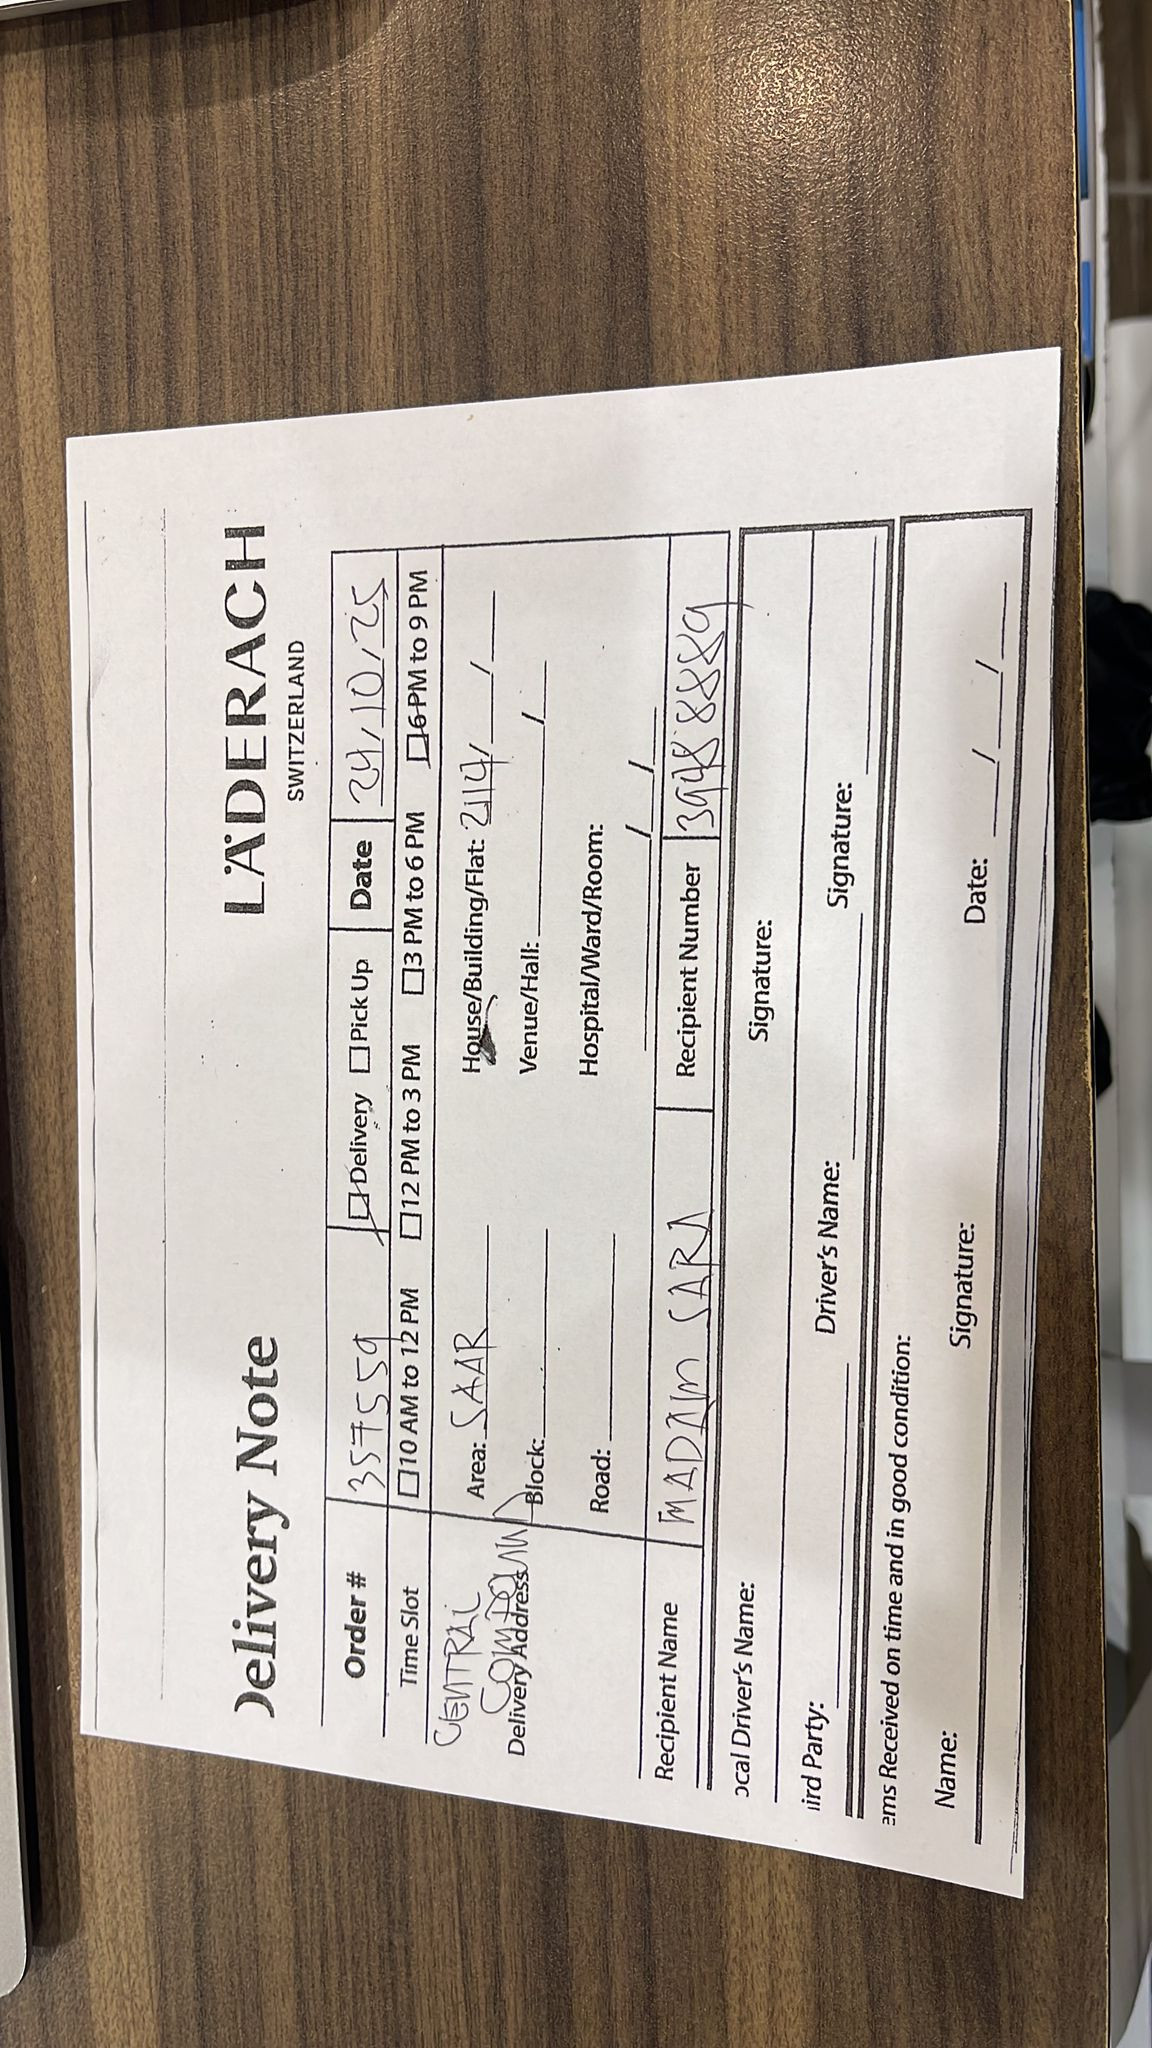 Delivery Note
LÄDERACH
SWITZERLAND
Order # 357559 Delivery Pick Up Date 24/10/25
Time Slot 10 AM to 12 PM 12 PM to 3 PM 3 PM to 6 PM 6 PM to 9 PM
CENTRAL
COMPOUND
Delivery Address
Area: SAAR House/Building/Flat: 2114/ /
Block: Venue/Hall: /
Road: Hospital/Ward/Room:
/ /
Recipient Name MADAM SARA Recipient Number 39488889
ocal Driver's Name: Signature:
ird Party: Driver's Name: Signature:
ems Received on time and in good condition:
Name: Signature: Date: / /